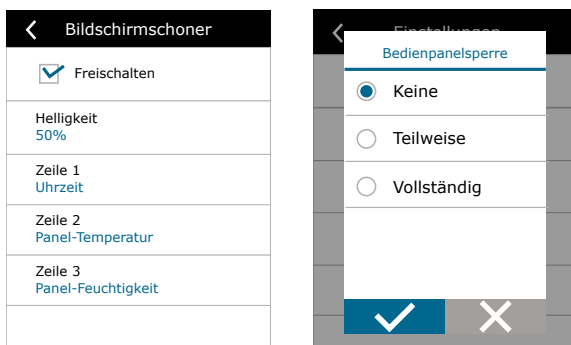 Bildschirmschoner
Freischalten
Helligkeit
50%
Zeile 1
Uhrzeit
Zeile 2
Panel-Temperatur
Zeile 3
Panel-Feuchtigkeit
Einstellungen
Bedienpanelsperre
Keine
Teilweise
Vollständig